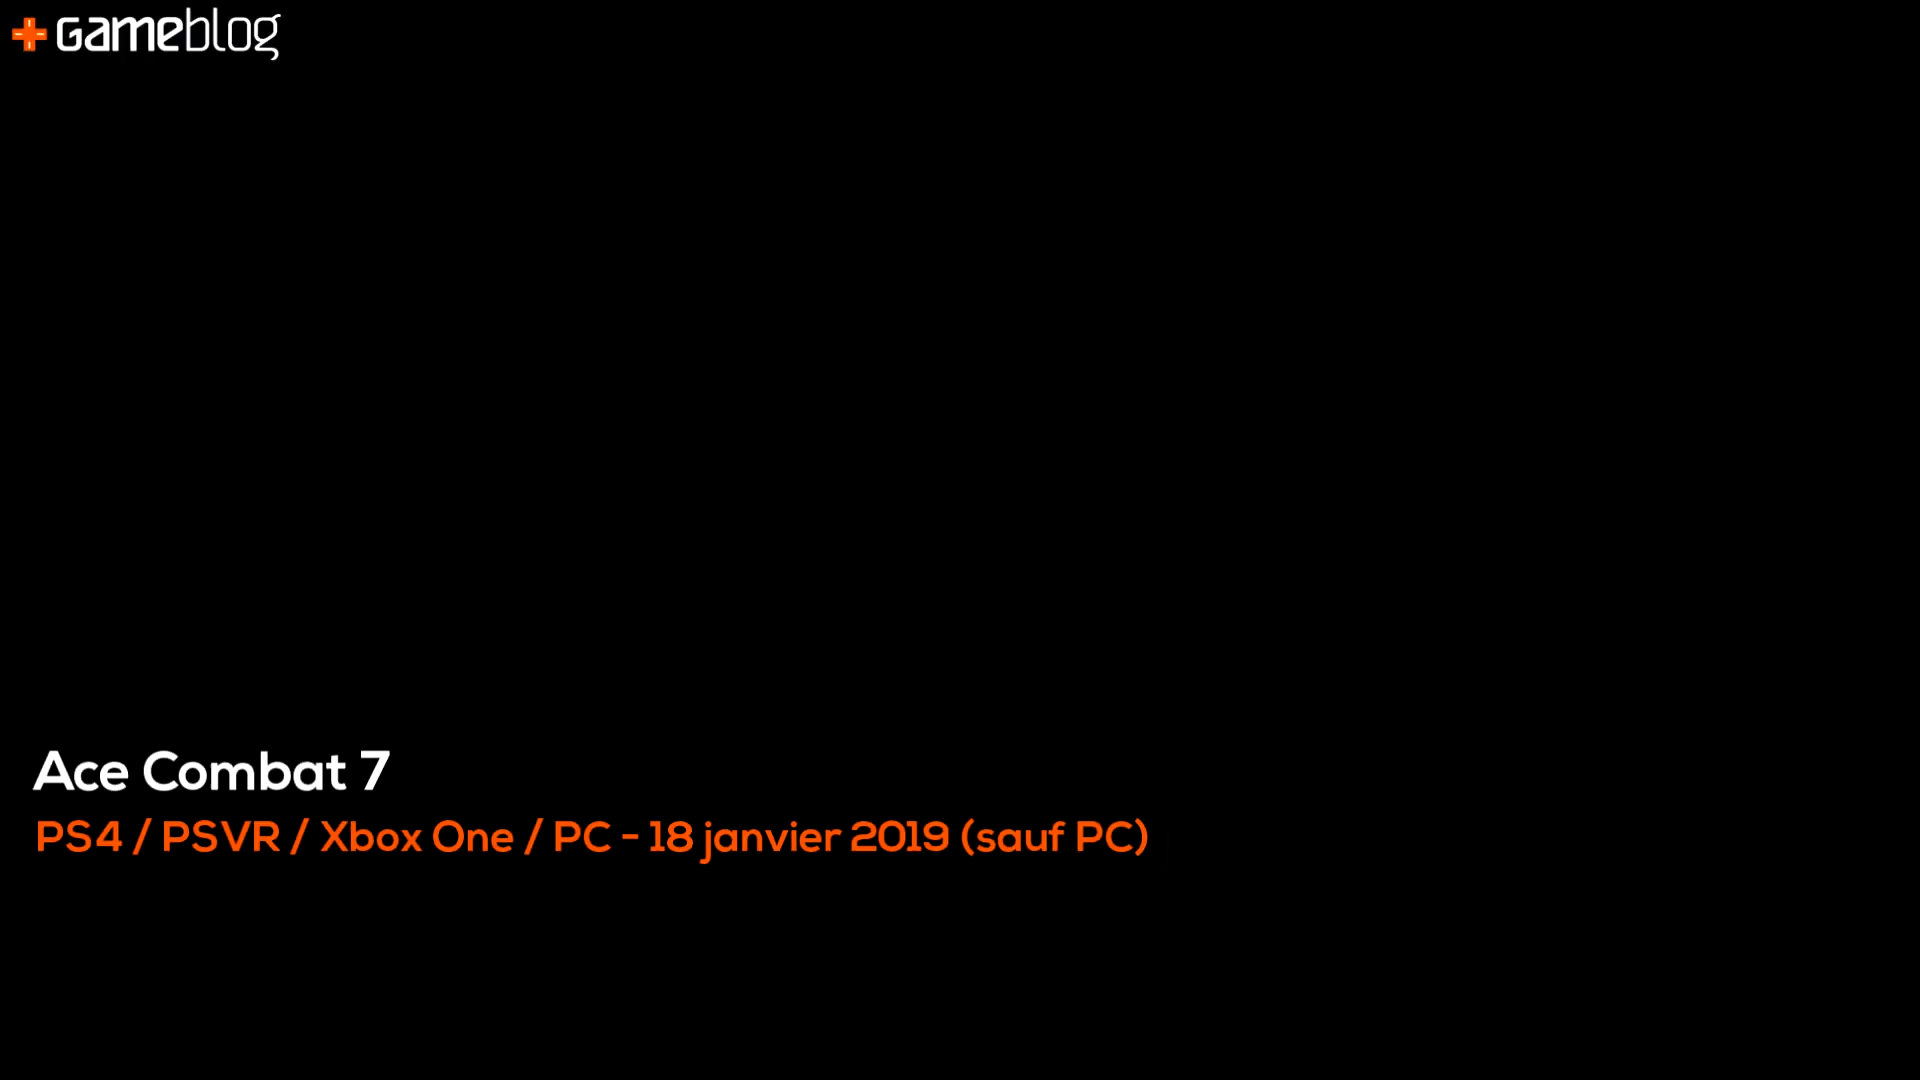 Gameblog
Ace Combat 7
PS4 / PSVR / Xbox One / PC - 18 janvier 2019 (sauf PC)